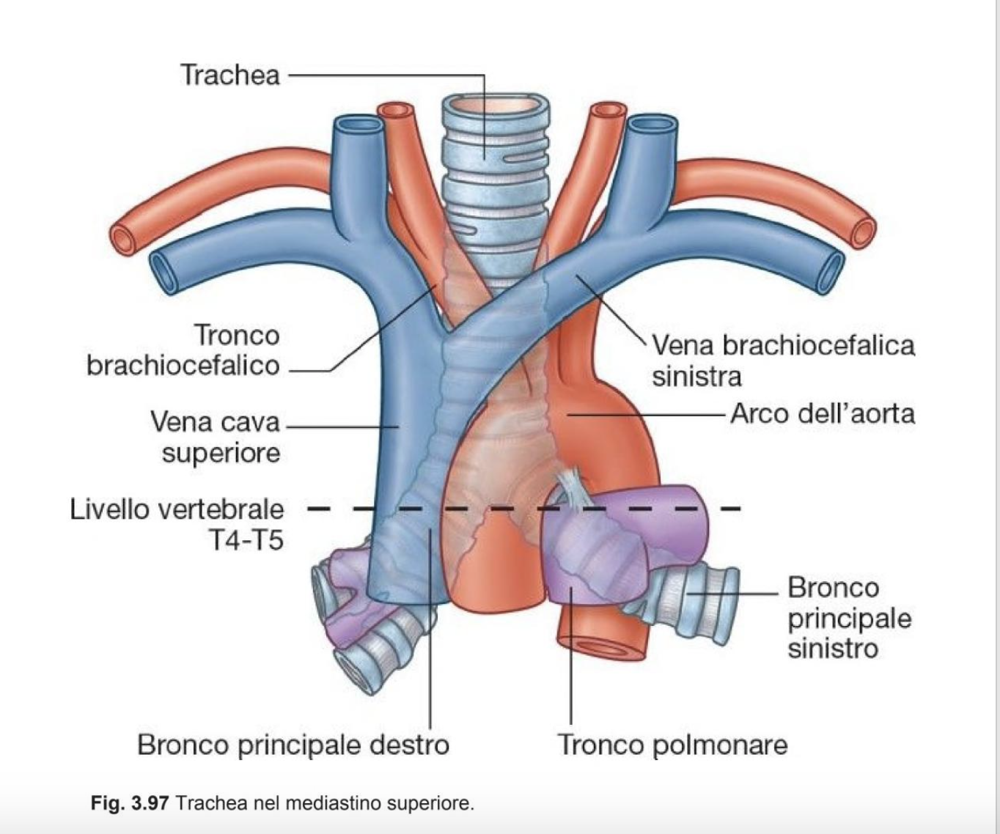 Trachea
Tronco
brachiocefalico
Vena brachiocefalica
sinistra
Vena cava
superiore
Arco dell’aorta
Livello vertebrale
T4-T5
Bronco
principale
sinistro
Bronco principale destro
Tronco polmonare
Fig. 3.97 Trachea nel mediastino superiore.